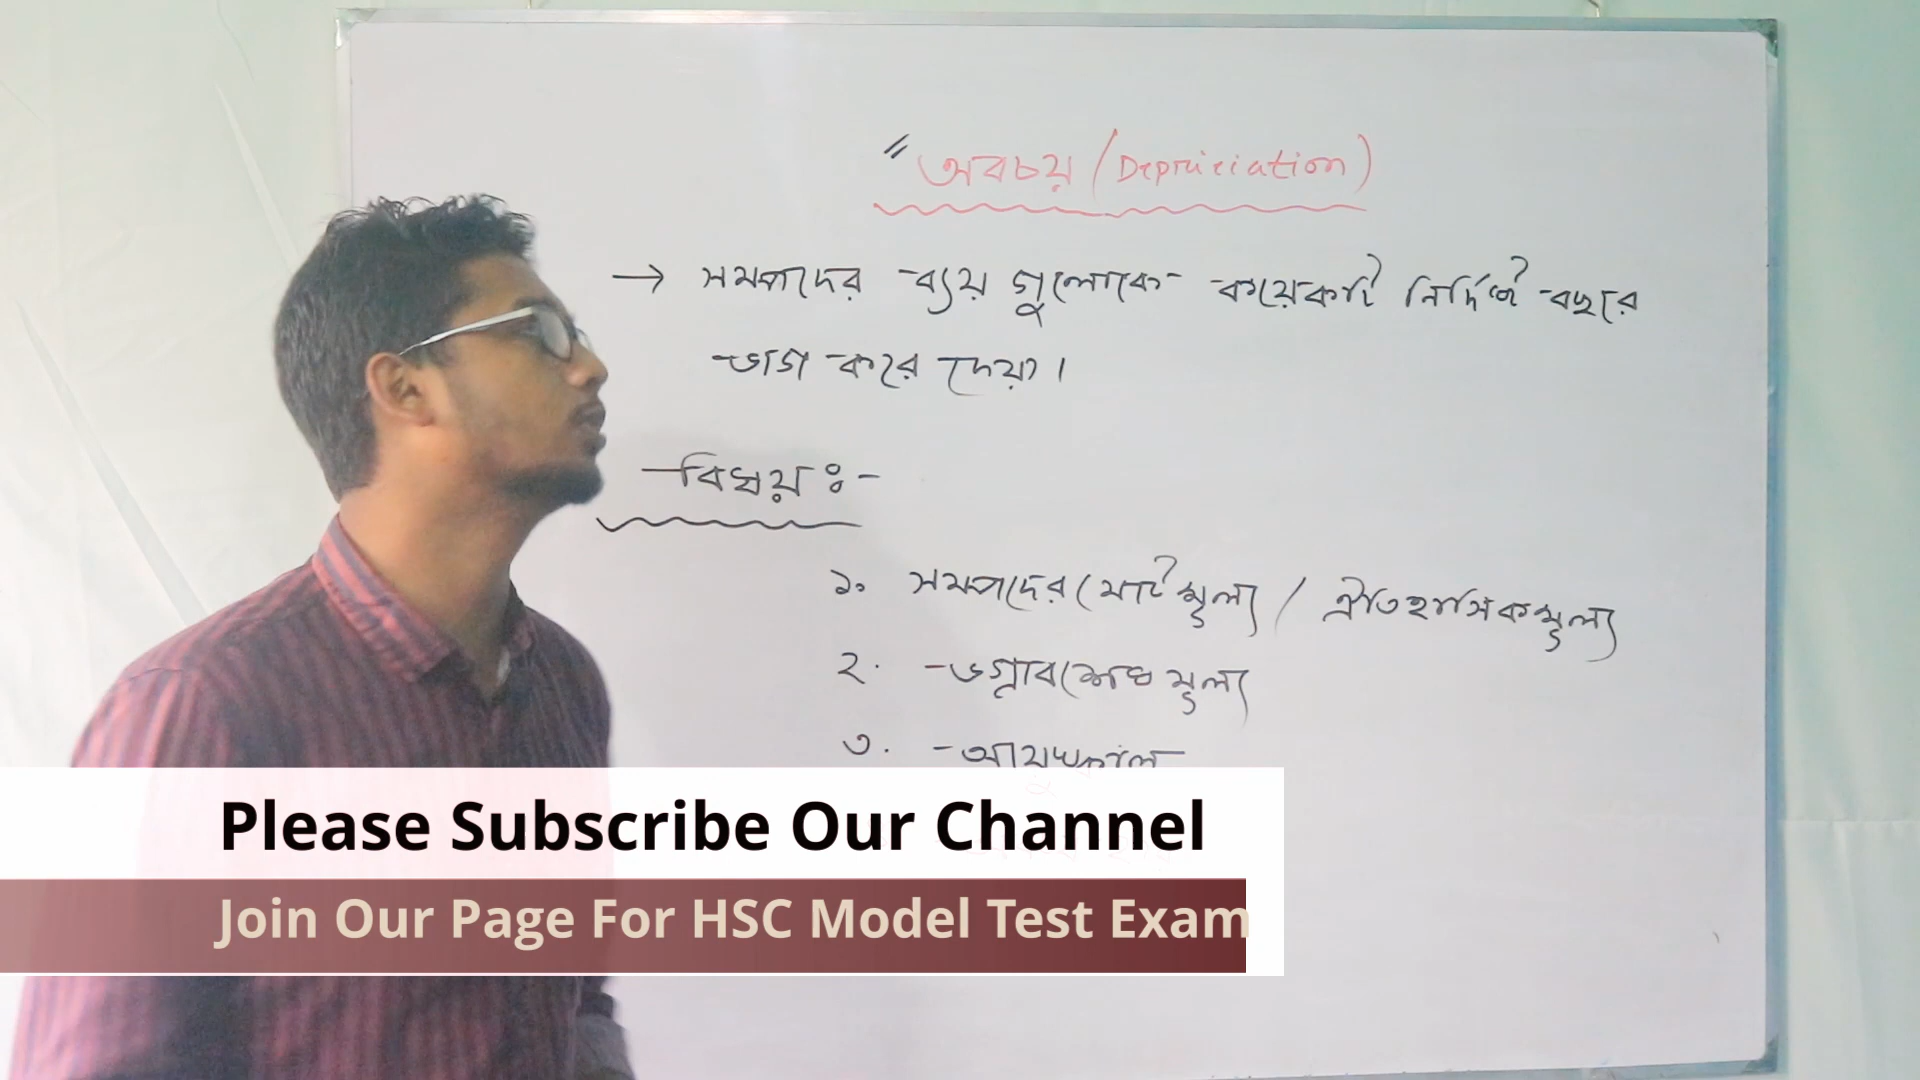 " অবচয় / (Depriciation)
→ সম্পদের ব্যয় গুলোকে কয়েকটি নির্দিষ্ট বছরে
ভাগ করে দেয়া।
বিষয়ঃ-
১. সম্পদের মোট মূল্য / ঐতিহাসিক মূল্য
২. ভগ্নাবশেষ মূল্য
৩. আয়ুষ্কাল
Please Subscribe Our Channel
Join Our Page For HSC Model Test Exam